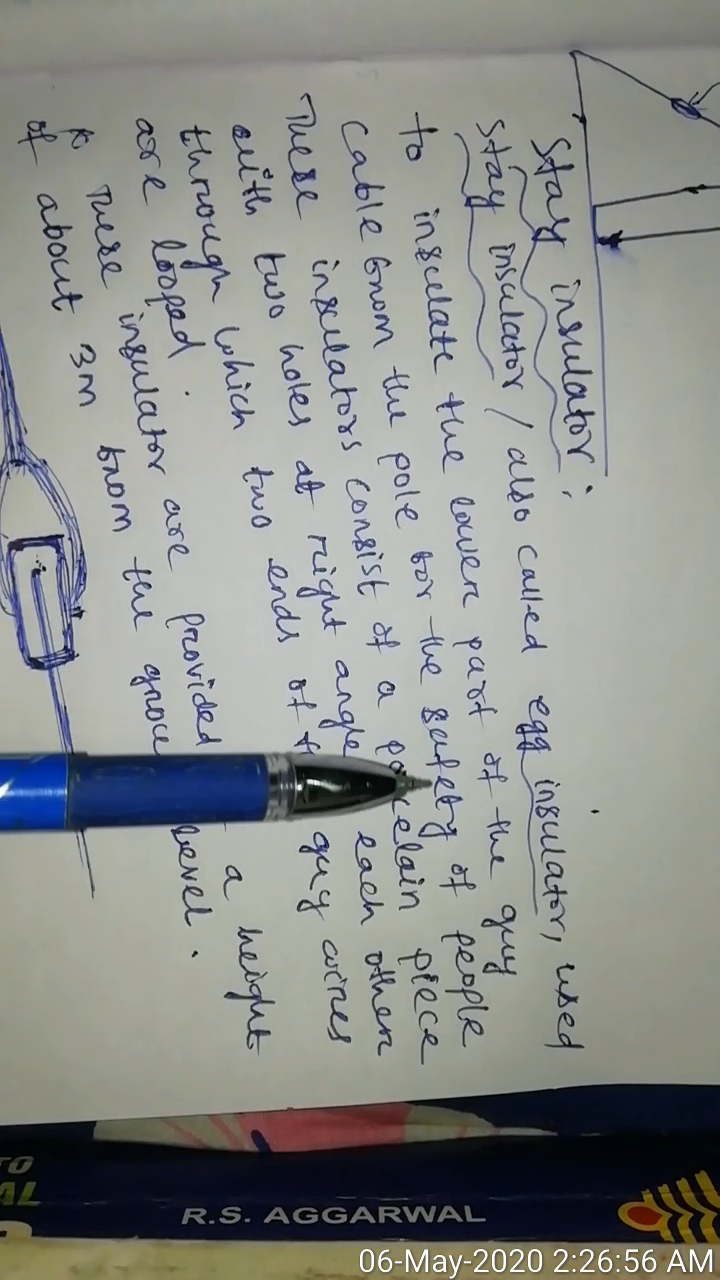 Stay insulator:
Stay insulator / also called egg insulator, used
to insulate the lower part of the guy
cable from the pole for the safety of people
These insulators consist of a porcelain piece
with two holes at right angle each other
through which two ends of guy wires
are looped.
* These insulator are provided a height
of about 3m from the level.
R.S. AGGARWAL
06-May-2020 2:26:56 AM